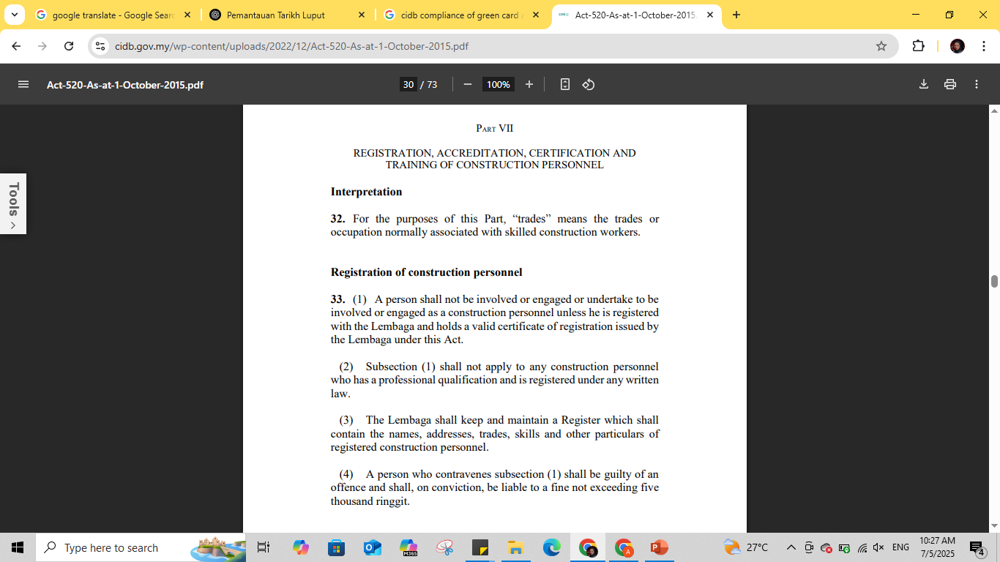 google translate - Google Searc
Pemantauan Tarikh Luput
cidb compliance of green card a
Act-520-As-at-1-October-2015.
cidb.gov.my/wp-content/uploads/2022/12/Act-520-As-at-1-October-2015.pdf
Act-520-As-at-1-October-2015.pdf
30 / 73
100%
Tools
PART VII
REGISTRATION, ACCREDITATION, CERTIFICATION AND
TRAINING OF CONSTRUCTION PERSONNEL
Interpretation
32. For the purposes of this Part, “trades” means the trades or
occupation normally associated with skilled construction workers.
Registration of construction personnel
33. (1) A person shall not be involved or engaged or undertake to be
involved or engaged as a construction personnel unless he is registered
with the Lembaga and holds a valid certificate of registration issued by
the Lembaga under this Act.
(2) Subsection (1) shall not apply to any construction personnel
who has a professional qualification and is registered under any written
law.
(3) The Lembaga shall keep and maintain a Register which shall
contain the names, addresses, trades, skills and other particulars of
registered construction personnel.
(4) A person who contravenes subsection (1) shall be guilty of an
offence and shall, on conviction, be liable to a fine not exceeding five
thousand ringgit.
Type here to search
M365
A
P
27°C
ENG
10:27 AM
7/5/2025
4